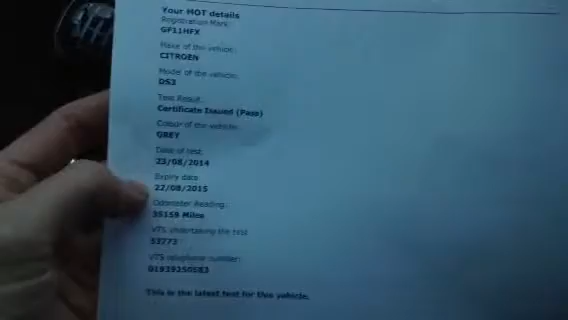 Your MOT details
Registration Mark:
GF11HFX
Make of the vehicle:
CITROEN
Model of the vehicle:
DS3
Test Result:
Certificate Issued (Pass)
Colour of the vehicle:
GREY
Date of test:
23/08/2014
Expiry date
22/08/2015
Odometer Reading:
35159 Miles
VTS undertaking the test
53773
VTS telephone number:
01939250583
This is the latest test for this vehicle.